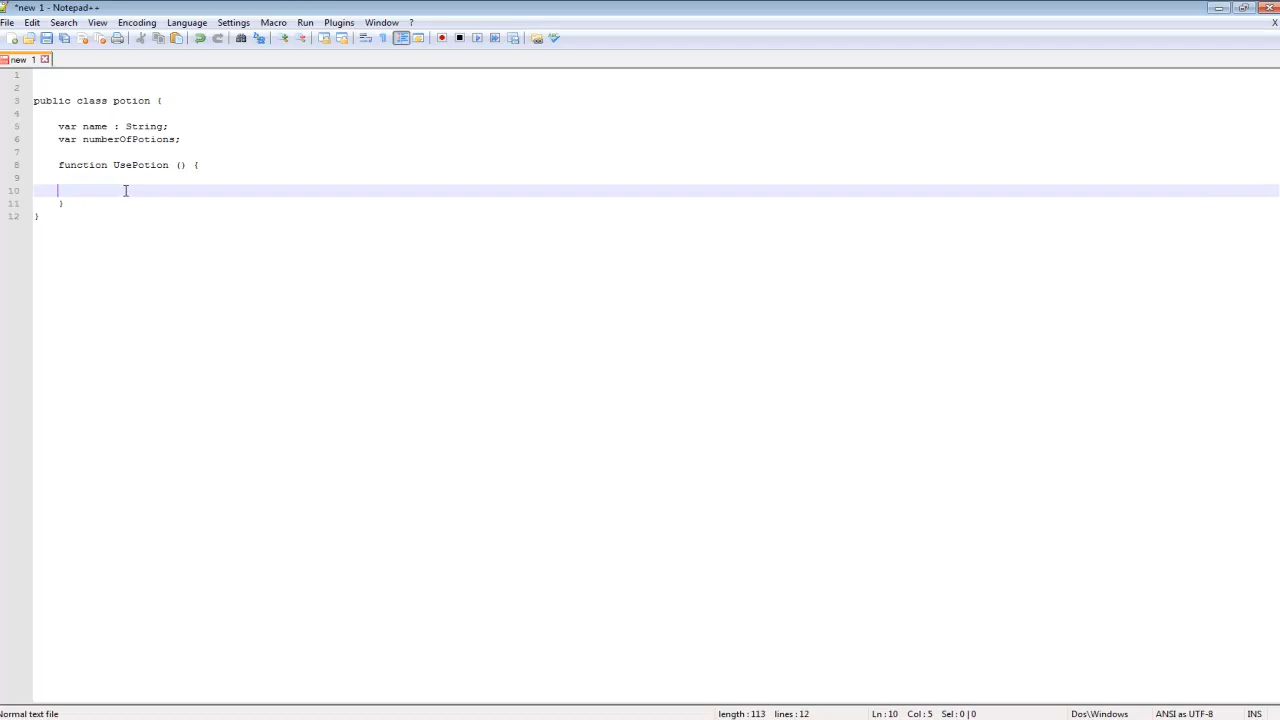 *new 1 - Notepad++
File Edit Search View Encoding Language Settings Macro Run Plugins Window ?
X
new 1
1
2
3 public class potion {
4
5 var name : String;
6 var numberOfPotions;
7
8 function UsePotion () {
9
10
11 }
12 }
Normal text file length : 113 lines : 12 Ln : 10 Col : 5 Sel : 0 | 0 Dos\Windows ANSI as UTF-8 INS